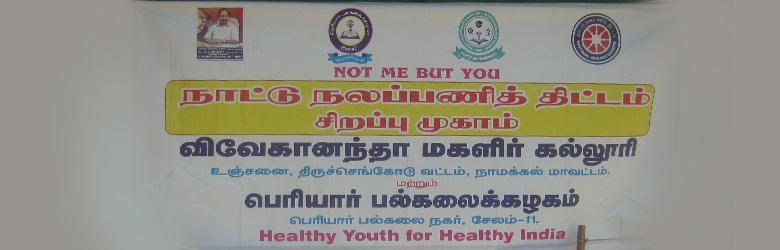 NOT ME BUT YOU
நாட்டு நலப்பணித் திட்டம்
சிறப்பு முகாம்
விவேகானந்தா மகளிர் கல்லூரி
உஞ்சனை, திருச்செங்கோடு வட்டம், நாமக்கல் மாவட்டம்.
மற்றும்
பெரியார் பல்கலைக்கழகம்
பெரியார் பல்கலை நகர், சேலம்-11.
Healthy Youth for Healthy India